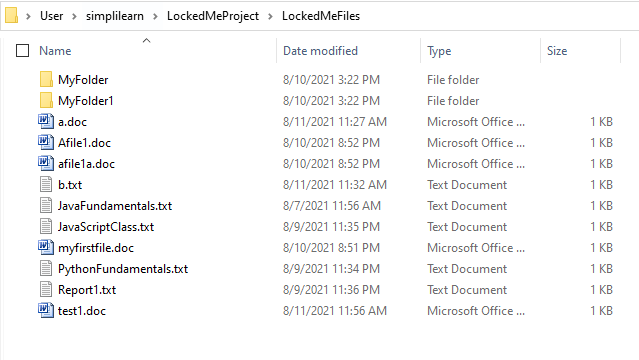 User > simplilearn > LockedMeProject > LockedMeFiles
Name Date modified Type Size
MyFolder 8/10/2021 3:22 PM File folder
MyFolder1 8/10/2021 3:22 PM File folder
a.doc 8/11/2021 11:27 AM Microsoft Office ... 1 KB
Afile1.doc 8/10/2021 8:52 PM Microsoft Office ... 1 KB
afile1a.doc 8/10/2021 8:52 PM Microsoft Office ... 1 KB
b.txt 8/11/2021 11:32 AM Text Document 1 KB
JavaFundamentals.txt 8/7/2021 11:56 AM Text Document 1 KB
JavaScriptClass.txt 8/9/2021 11:35 PM Text Document 1 KB
myfirstfile.doc 8/10/2021 8:51 PM Microsoft Office ... 1 KB
PythonFundamentals.txt 8/9/2021 11:34 PM Text Document 1 KB
Report1.txt 8/9/2021 11:36 PM Text Document 1 KB
test1.doc 8/11/2021 11:56 AM Microsoft Office ... 1 KB